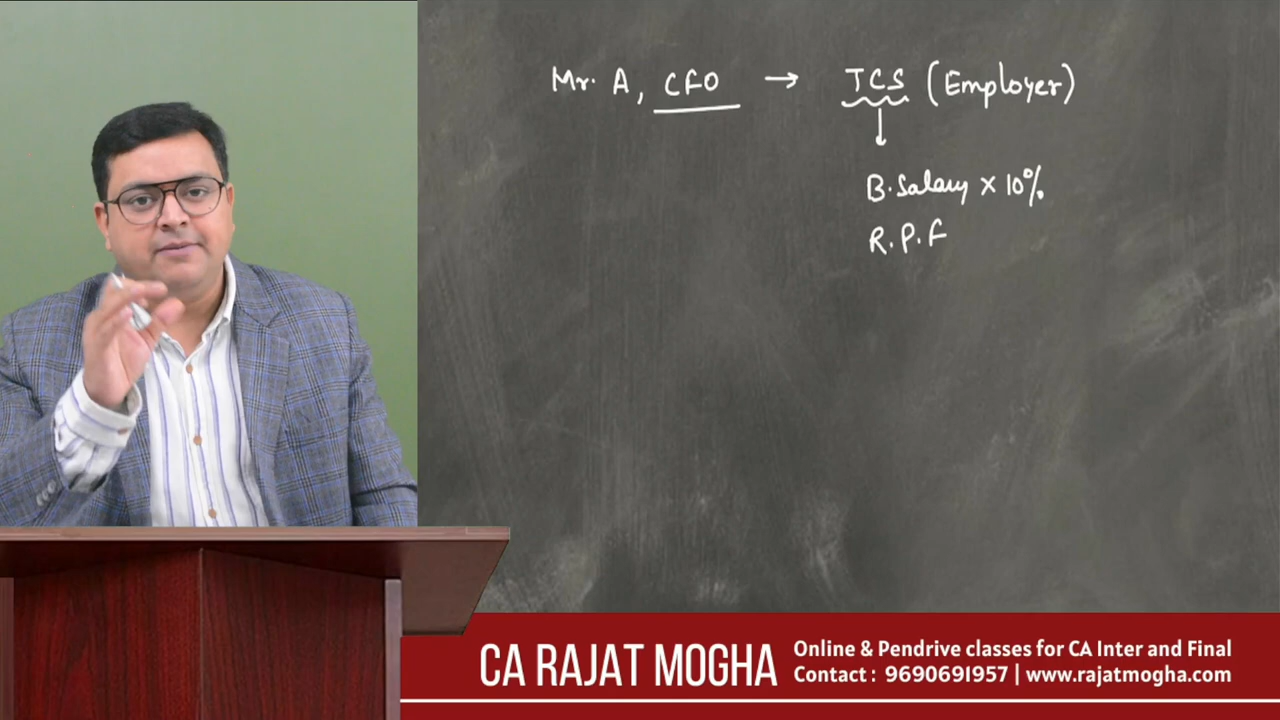 Mr. A, CFO → TCS (Employer)
B.Salary × 10%
R.P.F
CA RAJAT MOGHA
Online & Pendrive classes for CA Inter and Final
Contact : 9690691957 | www.rajatmogha.com